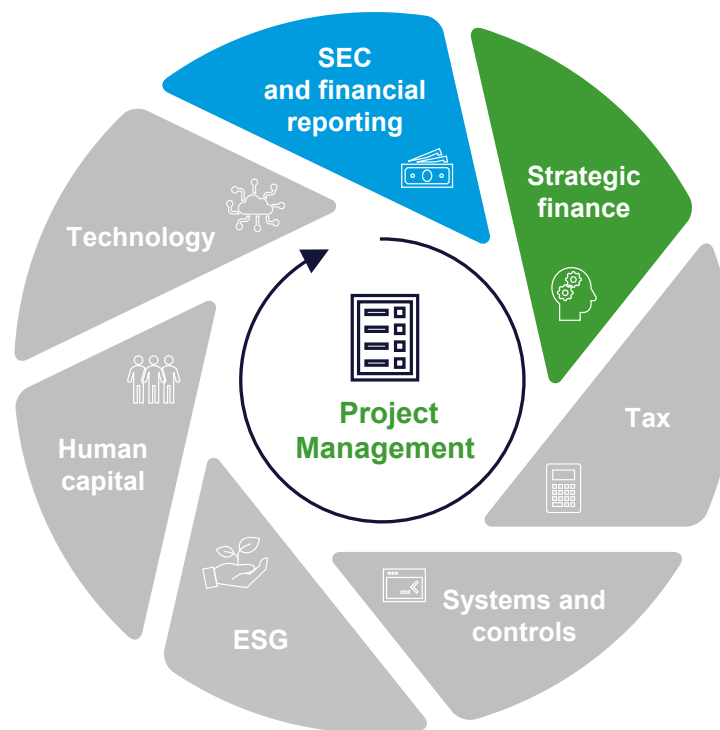 SEC
and financial
reporting
Strategic
finance
Tax
Systems and
controls
ESG
Human
capital
Technology
Project
Management